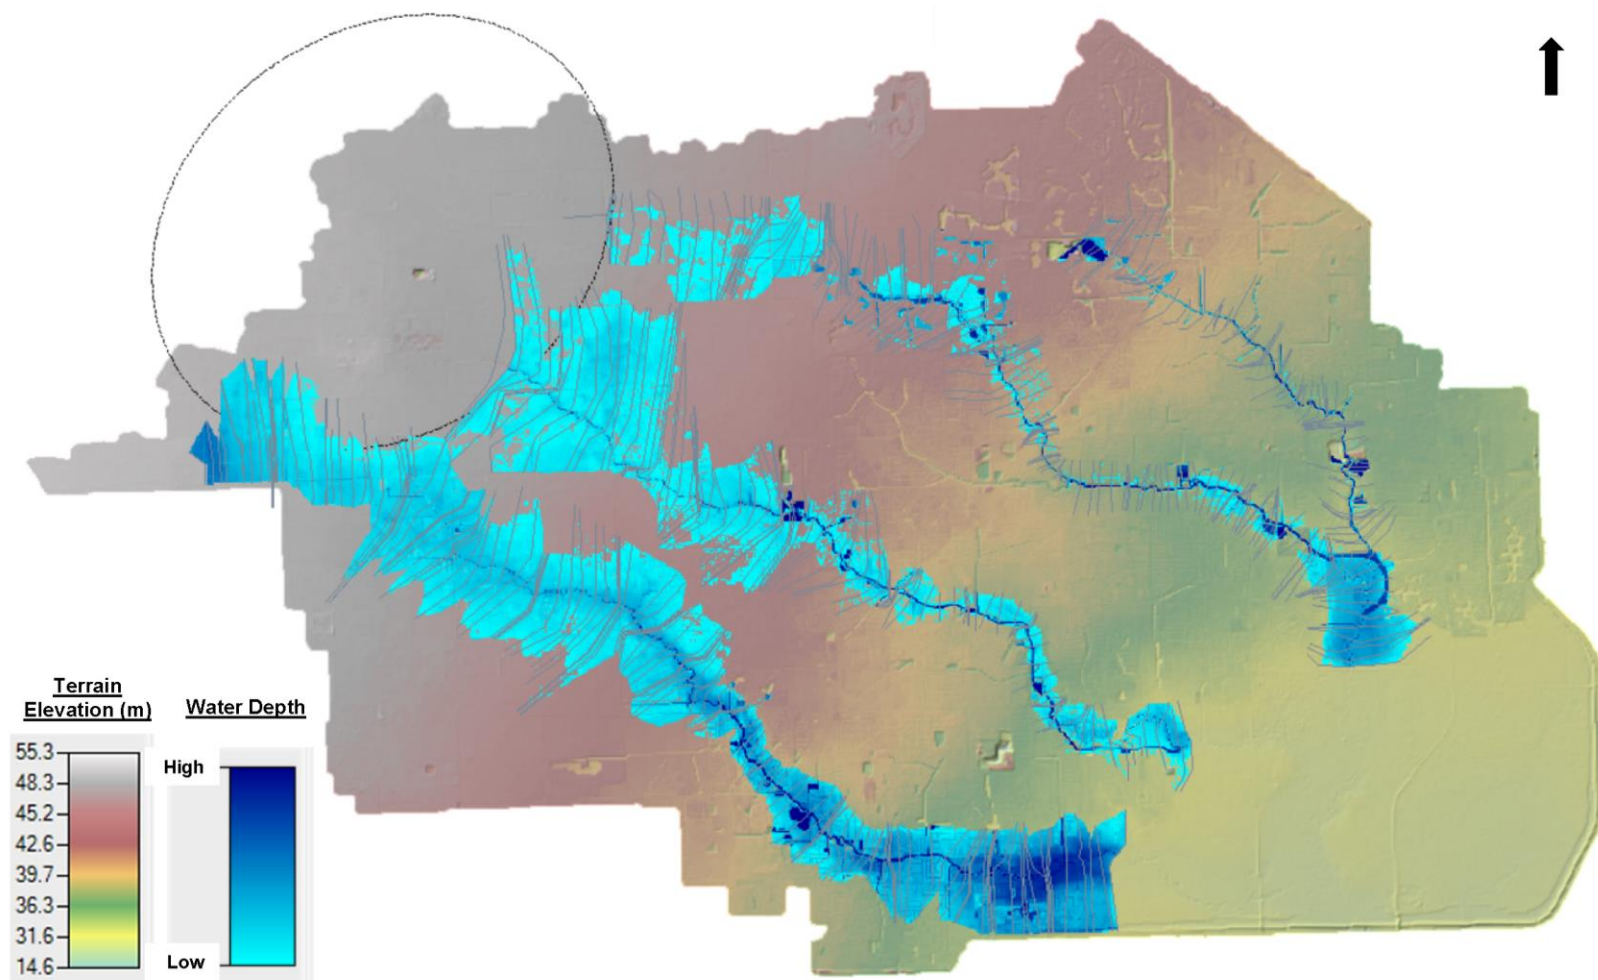 Terrain
Elevation (m)
55.3
48.3
45.2
42.6
39.7
36.3
31.6
14.6
Water Depth
High
Low